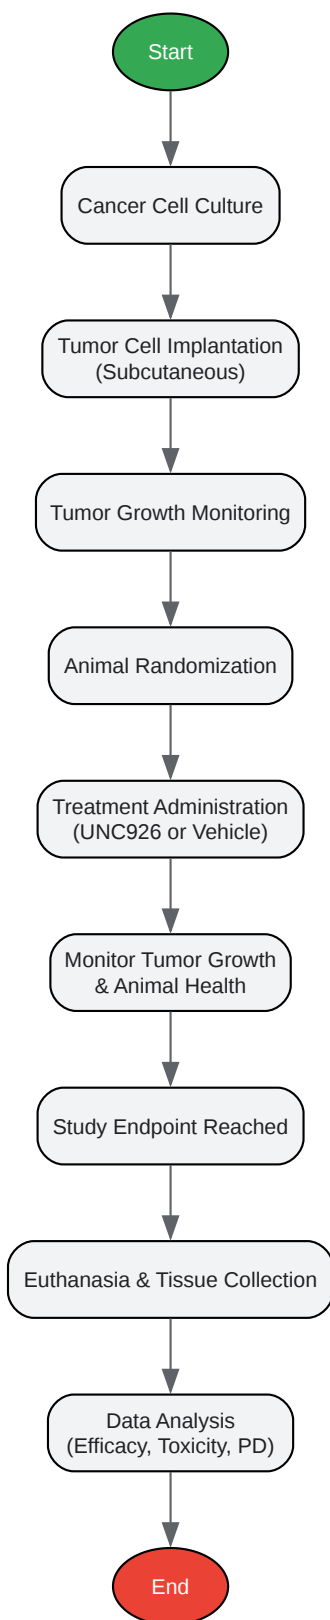 Start
Cancer Cell Culture
Tumor Cell Implantation
(Subcutaneous)
Tumor Growth Monitoring
Animal Randomization
Treatment Administration
(UNC926 or Vehicle)
Monitor Tumor Growth
& Animal Health
Study Endpoint Reached
Euthanasia & Tissue Collection
Data Analysis
(Efficacy, Toxicity, PD)
End